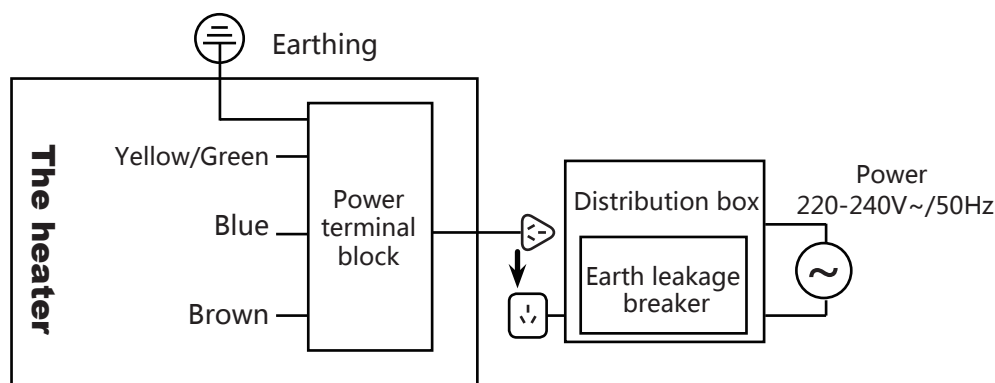 Earthing
The heater
Yellow/Green
Blue
Brown
Power
terminal
block
Distribution box
Earth leakage
breaker
Power
220-240V~/50Hz
~